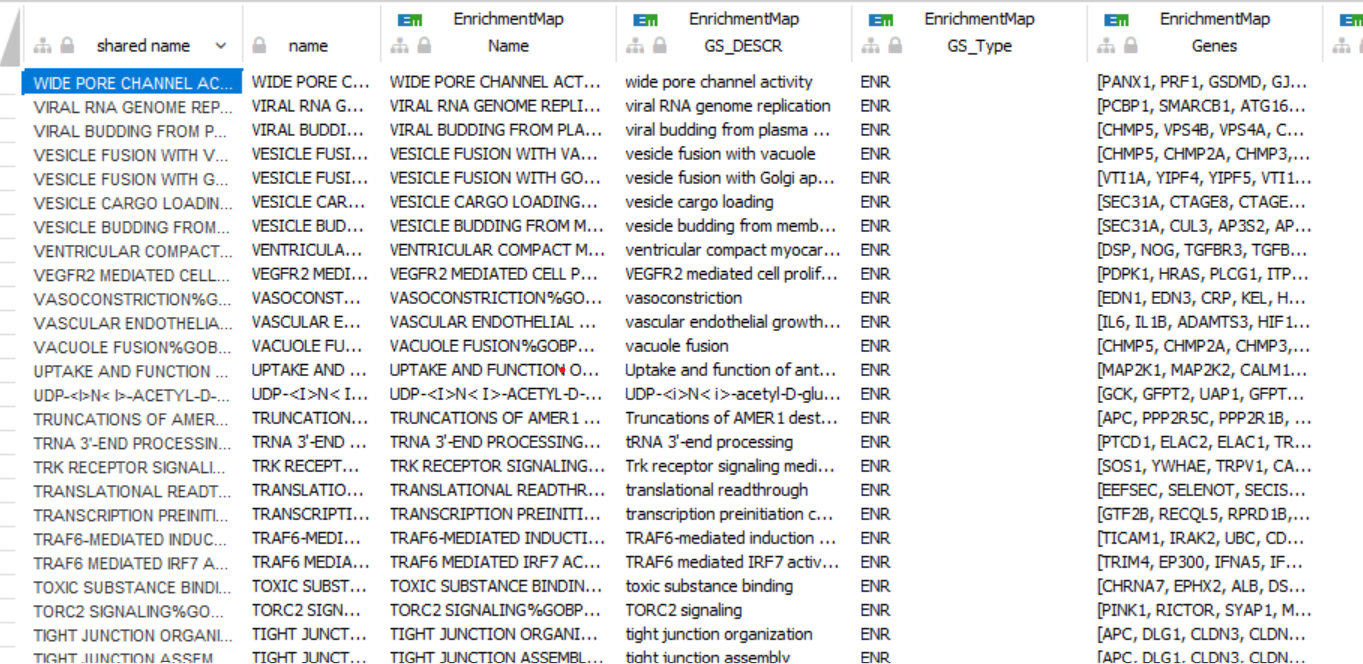 Em EnrichmentMap Em EnrichmentMap Em EnrichmentMap Em EnrichmentMap Em
shared name name Name GS_DESCR GS_Type Genes
WIDE PORE CHANNEL AC... WIDE PORE C... WIDE PORE CHANNEL ACT... wide pore channel activity ENR [PANX1, PRF1, GSDMD, GJ...
VIRAL RNA GENOME REP... VIRAL RNA G... VIRAL RNA GENOME REPLI... viral RNA genome replication ENR [PCBP1, SMARCB1, ATG16...
VIRAL BUDDING FROM P... VIRAL BUDDI... VIRAL BUDDING FROM PLA... viral budding from plasma ... ENR [CHMP5, VPS4B, VPS4A, C...
VESICLE FUSION WITH V... VESICLE FUSI... VESICLE FUSION WITH VA... vesicle fusion with vacuole ENR [CHMP5, CHMP2A, CHMP3,...
VESICLE FUSION WITH G... VESICLE FUSI... VESICLE FUSION WITH GO... vesicle fusion with Golgi ap... ENR [VTI1A, YIPF4, YIPF5, VTI1...
VESICLE CARGO LOADIN... VESICLE CAR... VESICLE CARGO LOADING... vesicle cargo loading ENR [SEC31A, CTAGE8, CTAGE...
VESICLE BUDDING FROM... VESICLE BUD... VESICLE BUDDING FROM M... vesicle budding from memb... ENR [SEC31A, CUL3, AP3S2, AP...
VENTRICULAR COMPACT... VENTRICULA... VENTRICULAR COMPACT M... ventricular compact myocar... ENR [DSP, NOG, TGFBR3, TGFB...
VEGFR2 MEDIATED CELL... VEGFR2 MEDI... VEGFR2 MEDIATED CELL P... VEGFR2 mediated cell prolif... ENR [PDPK1, HRAS, PLCG1, ITP...
VASOCONSTRICTION%G... VASOCONST... VASOCONSTRICTION%GO... vasoconstriction ENR [EDN1, EDN3, CRP, KEL, H...
VASCULAR ENDOTHELIA... VASCULAR E... VASCULAR ENDOTHELIAL ... vascular endothelial growth... ENR [IL6, IL1B, ADAMTS3, HIF1...
VACUOLE FUSION%GOB... VACUOLE FU... VACUOLE FUSION%GOBP... vacuole fusion ENR [CHMP5, CHMP2A, CHMP3,...
UPTAKE AND FUNCTION ... UPTAKE AND ... UPTAKE AND FUNCTION O... Uptake and function of ant... ENR [MAP2K1, MAP2K2, CALM1...
UDP-<I>N< I>-ACETYL-D-... UDP-<I>N< I... UDP-<I>N< I>-ACETYL-D-... UDP-<i>N< i>-acetyl-D-glu... ENR [GCK, GFPT2, UAP1, GFPT...
TRUNCATIONS OF AMER... TRUNCATION... TRUNCATIONS OF AMER1 ... Truncations of AMER1 dest... ENR [APC, PPP2R5C, PPP2R1B, ...
TRNA 3'-END PROCESSIN... TRNA 3'-END ... TRNA 3'-END PROCESSING... tRNA 3'-end processing ENR [PTCD1, ELAC2, ELAC1, TR...
TRK RECEPTOR SIGNALI... TRK RECEPT... TRK RECEPTOR SIGNALING... Trk receptor signaling medi... ENR [SOS1, YWHAE, TRPV1, CA...
TRANSLATIONAL READT... TRANSLATIO... TRANSLATIONAL READTHR... translational readthrough ENR [EEFSEC, SELENOT, SECIS...
TRANSCRIPTION PREINITI... TRANSCRIPTI... TRANSCRIPTION PREINITI... transcription preinitiation c... ENR [GTF2B, RECQL5, RPRD1B,...
TRAF6-MEDIATED INDUC... TRAF6-MEDI... TRAF6-MEDIATED INDUCTI... TRAF6-mediated induction ... ENR [TICAM1, IRAK2, UBC, CD...
TRAF6 MEDIATED IRF7 A... TRAF6 MEDIA... TRAF6 MEDIATED IRF7 AC... TRAF6 mediated IRF7 activ... ENR [TRIM4, EP300, IFNA5, IF...
TOXIC SUBSTANCE BINDI... TOXIC SUBST... TOXIC SUBSTANCE BINDIN... toxic substance binding ENR [CHRNA7, EPHX2, ALB, DS...
TORC2 SIGNALING%GO... TORC2 SIGN... TORC2 SIGNALING%GOBP... TORC2 signaling ENR [PINK1, RICTOR, SYAP1, M...
TIGHT JUNCTION ORGANI... TIGHT JUNCT... TIGHT JUNCTION ORGANI... tight junction organization ENR [APC, DLG1, CLDN3, CLDN...
TIGHT JUNCTION ASSEM... TIGHT JUNCT... TIGHT JUNCTION ASSEMBL... tight junction assembly ENR [APC, DLG1, CLDN3, CLDN...